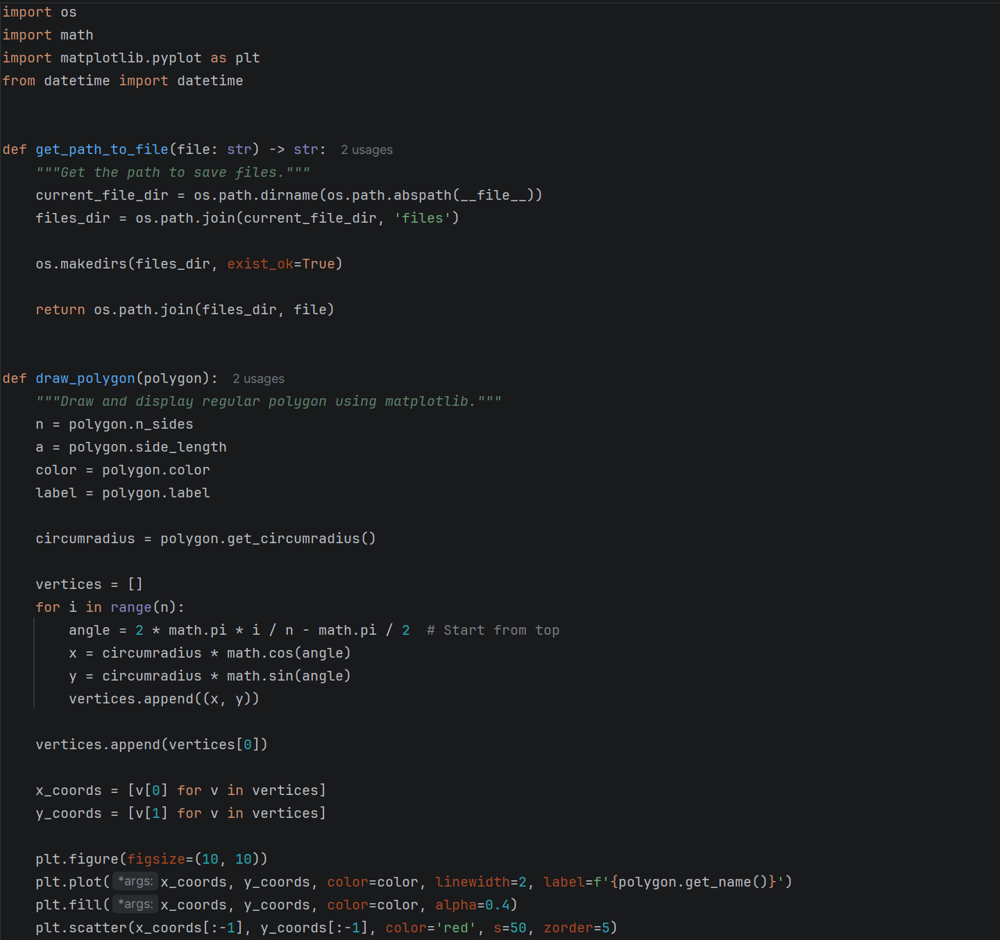 import os
import math
import matplotlib.pyplot as plt
from datetime import datetime
def get_path_to_file(file: str) -> str: 2 usages
    """Get the path to save files."""
    current_file_dir = os.path.dirname(os.path.abspath(__file__))
    files_dir = os.path.join(current_file_dir, 'files')
    os.makedirs(files_dir, exist_ok=True)
    return os.path.join(files_dir, file)
def draw_polygon(polygon): 2 usages
    """Draw and display regular polygon using matplotlib."""
    n = polygon.n_sides
    a = polygon.side_length
    color = polygon.color
    label = polygon.label
    circumradius = polygon.get_circumradius()
    vertices = []
    for i in range(n):
        angle = 2 * math.pi * i / n - math.pi / 2  # Start from top
        x = circumradius * math.cos(angle)
        y = circumradius * math.sin(angle)
        vertices.append((x, y))
    vertices.append(vertices[0])
    x_coords = [v[0] for v in vertices]
    y_coords = [v[1] for v in vertices]
    plt.figure(figsize=(10, 10))
    plt.plot( *args: x_coords, y_coords, color=color, linewidth=2, label=f'{polygon.get_name()}')
    plt.fill( *args: x_coords, y_coords, color=color, alpha=0.4)
    plt.scatter(x_coords[:-1], y_coords[:-1], color='red', s=50, zorder=5)